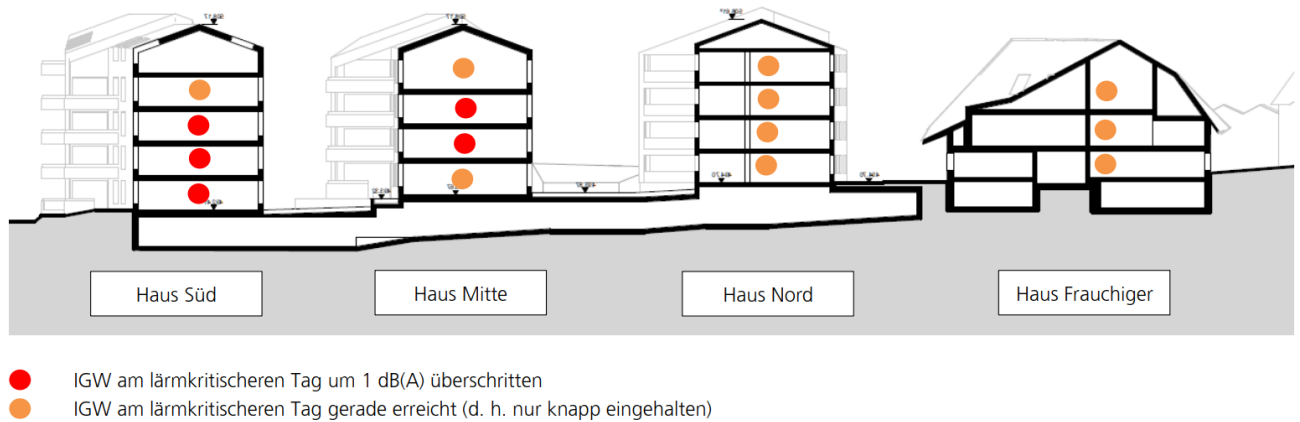 Haus Süd
Haus Mitte
Haus Nord
Haus Frauchiger
IGW am lärmkritischeren Tag um 1 dB(A) überschritten
IGW am lärmkritischeren Tag gerade erreicht (d. h. nur knapp eingehalten)